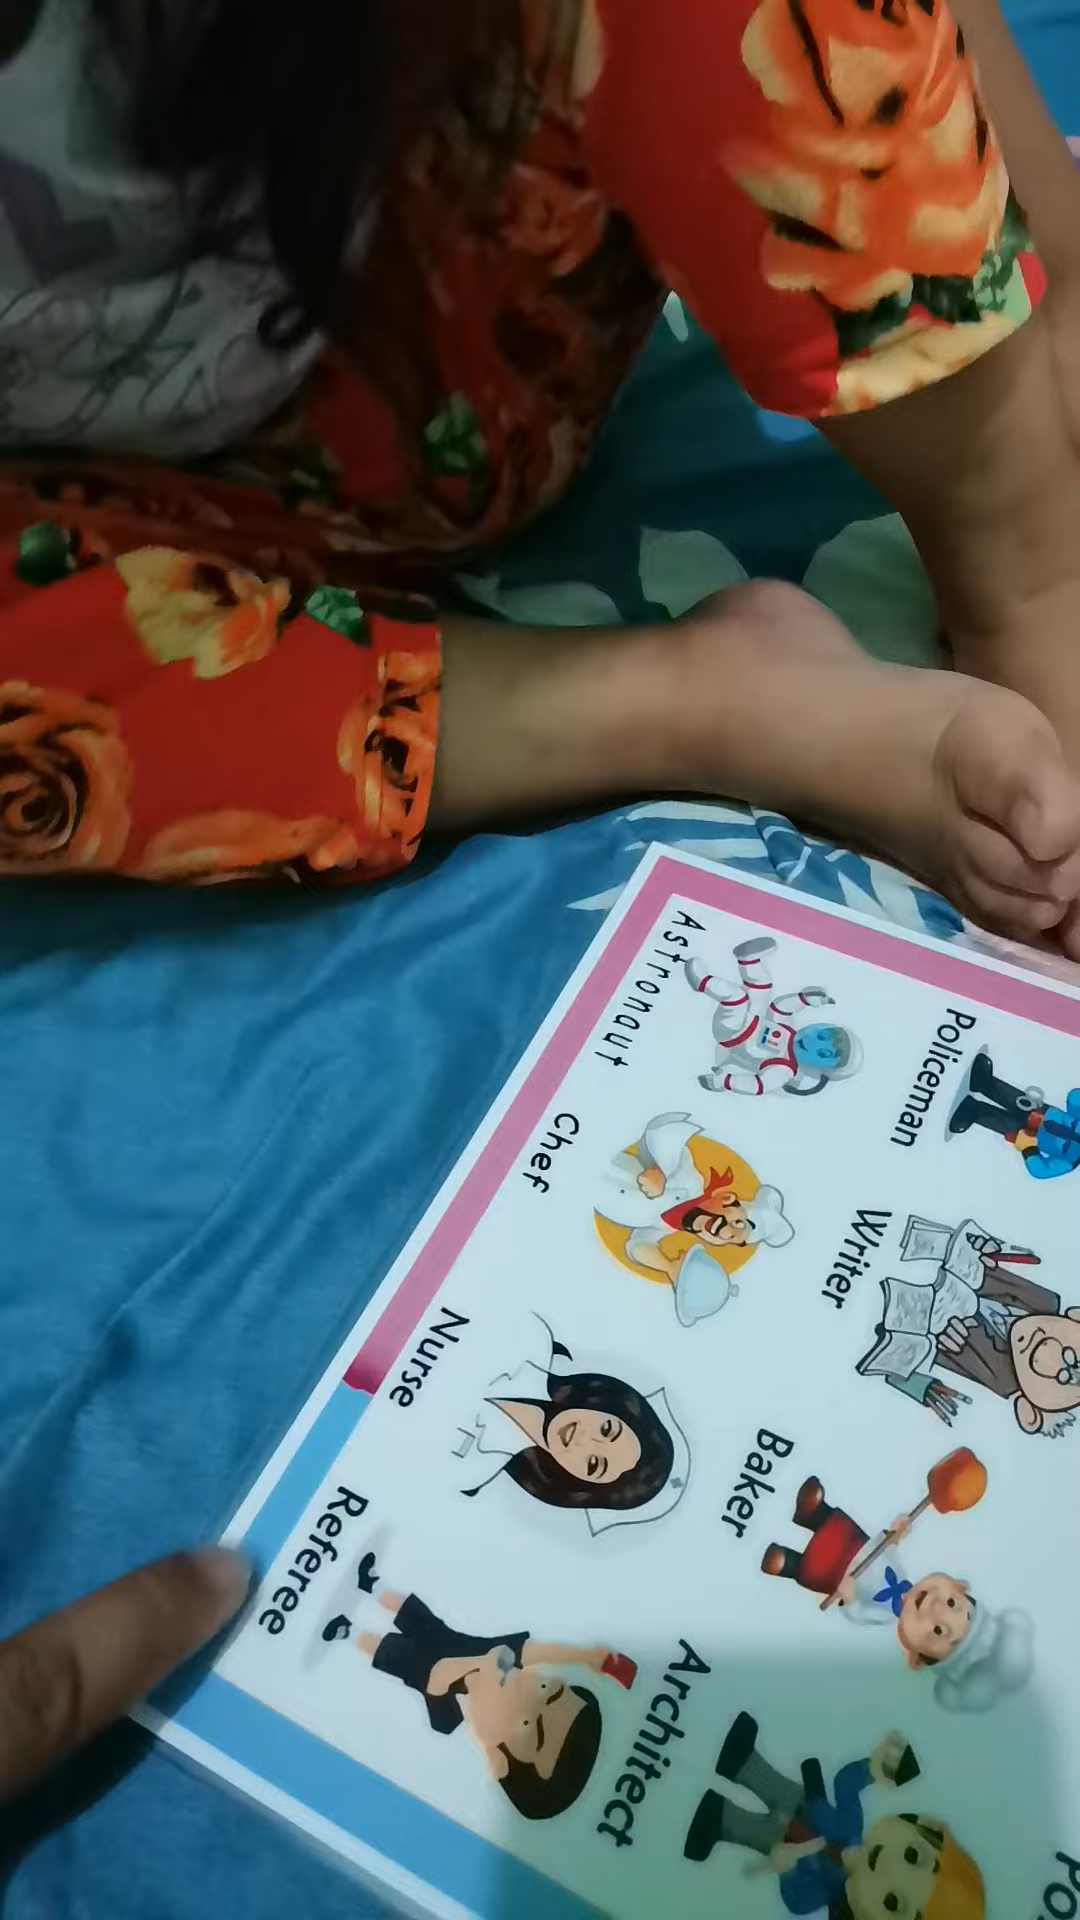 Policeman
Writer
Baker
Architect
Astronaut
Chef
Nurse
Referee